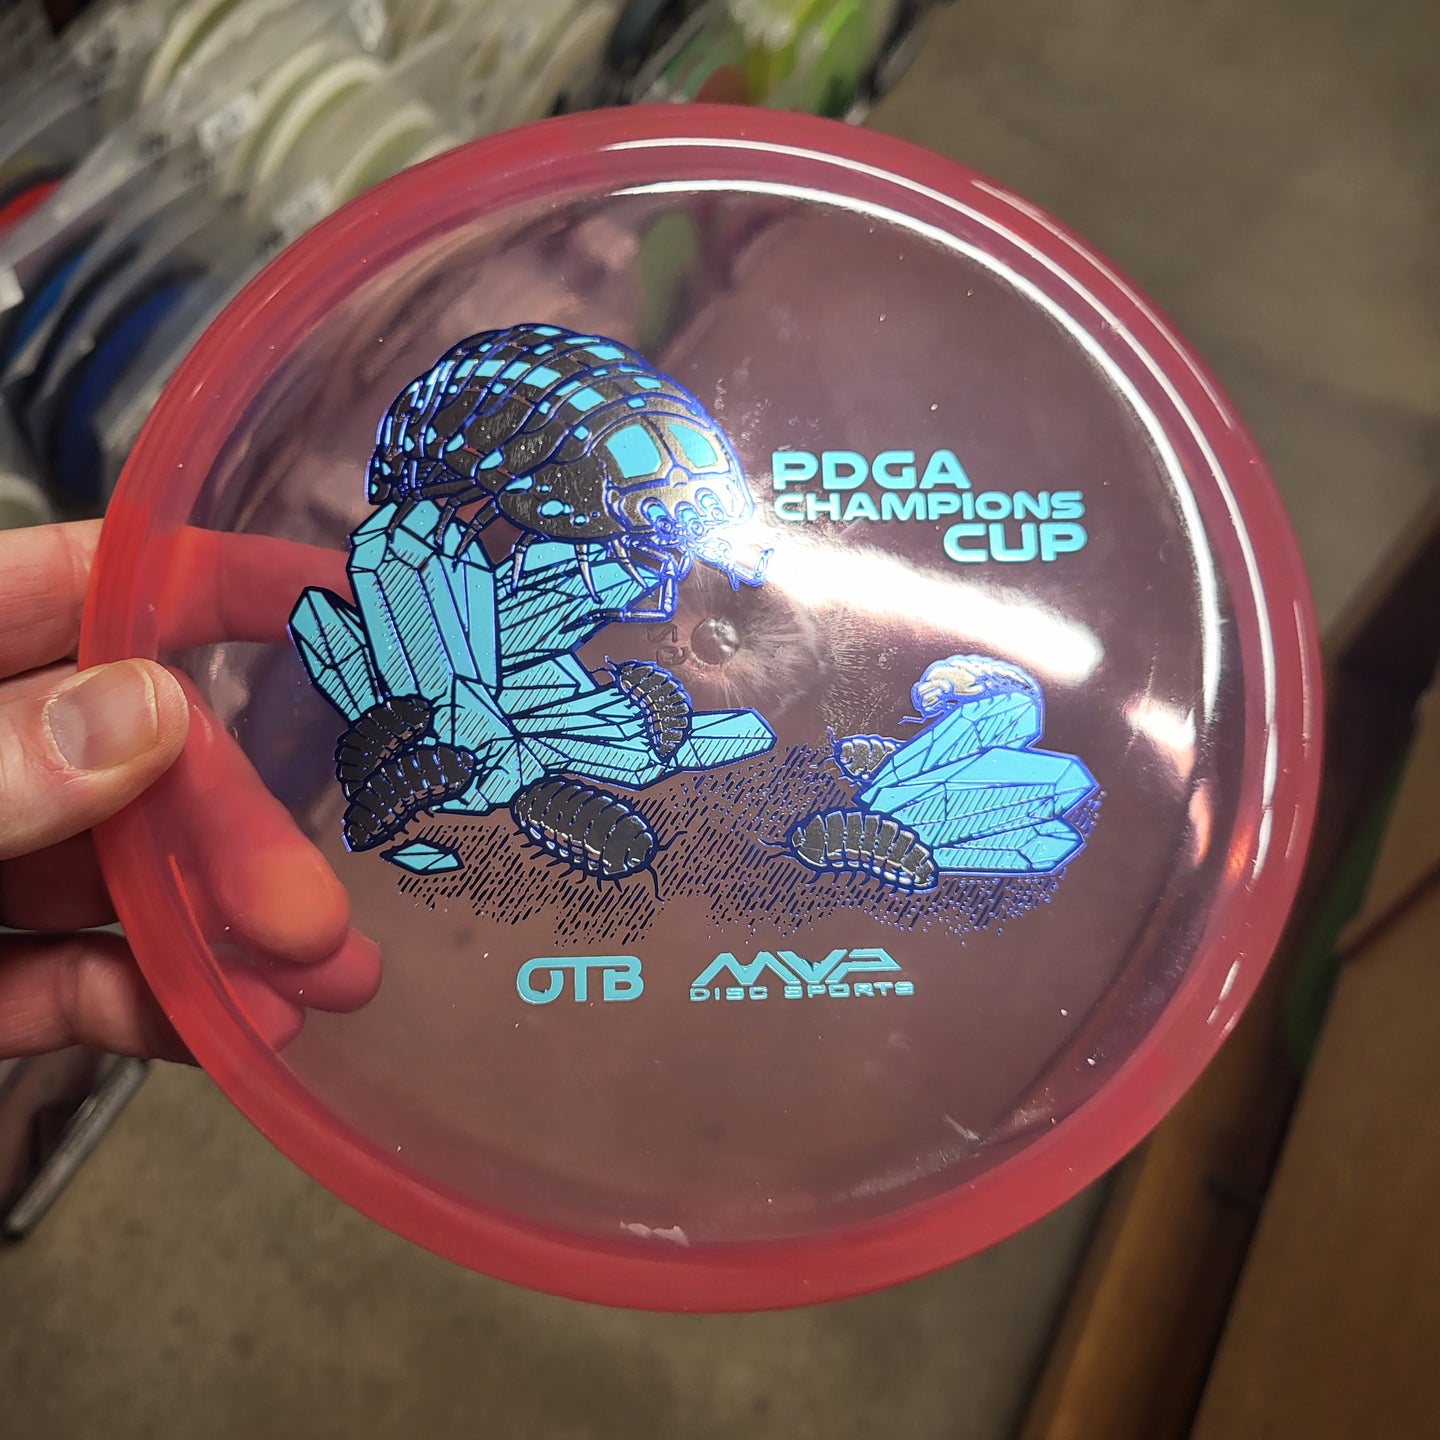 PDGA
CHAMPIONS
CUP
OTB
MVP
DISC SPORTS